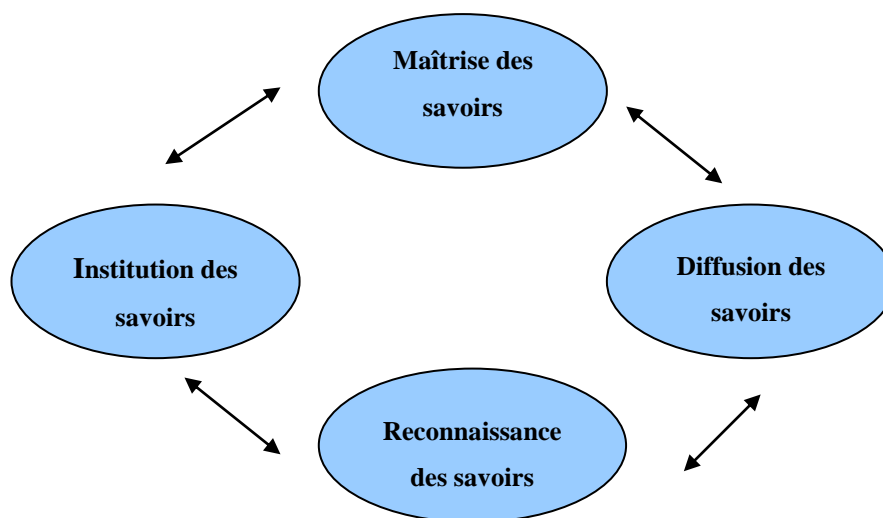 Maîtrise des
savoirs
Institution des
savoirs
Diffusion des
savoirs
Reconnaissance
des savoirs